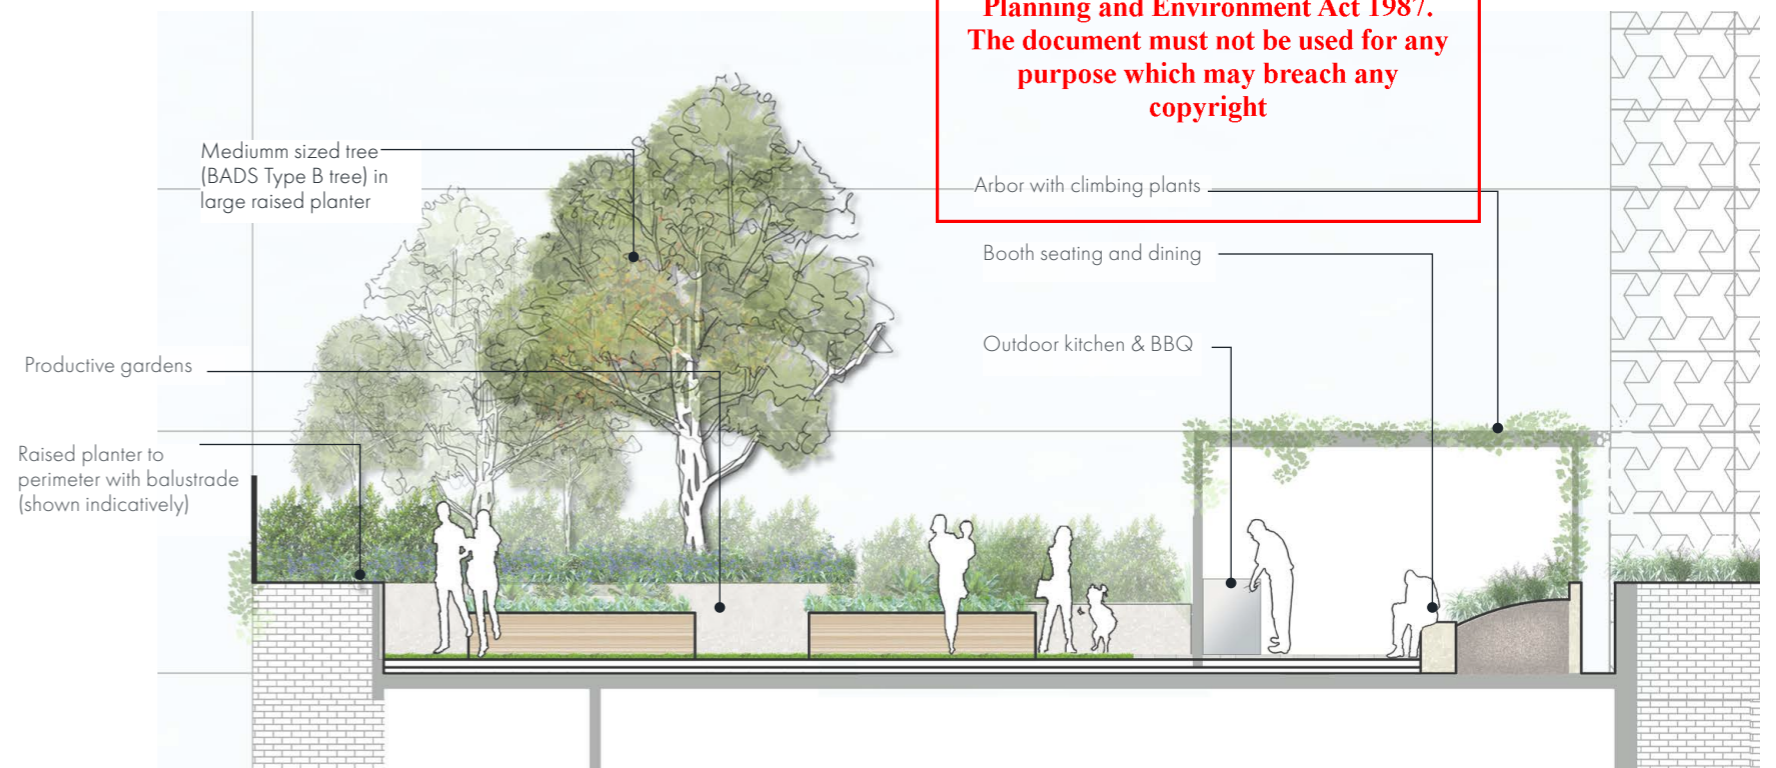 Planning and Environment Act 1987.
The document must not be used for any
purpose which may breach any
copyright
Mediumm sized tree
(BADS Type B tree) in
large raised planter
Arbor with climbing plants
Booth seating and dining
Outdoor kitchen & BBQ
Productive gardens
Raised planter to
perimeter with balustrade
(shown indicatively)